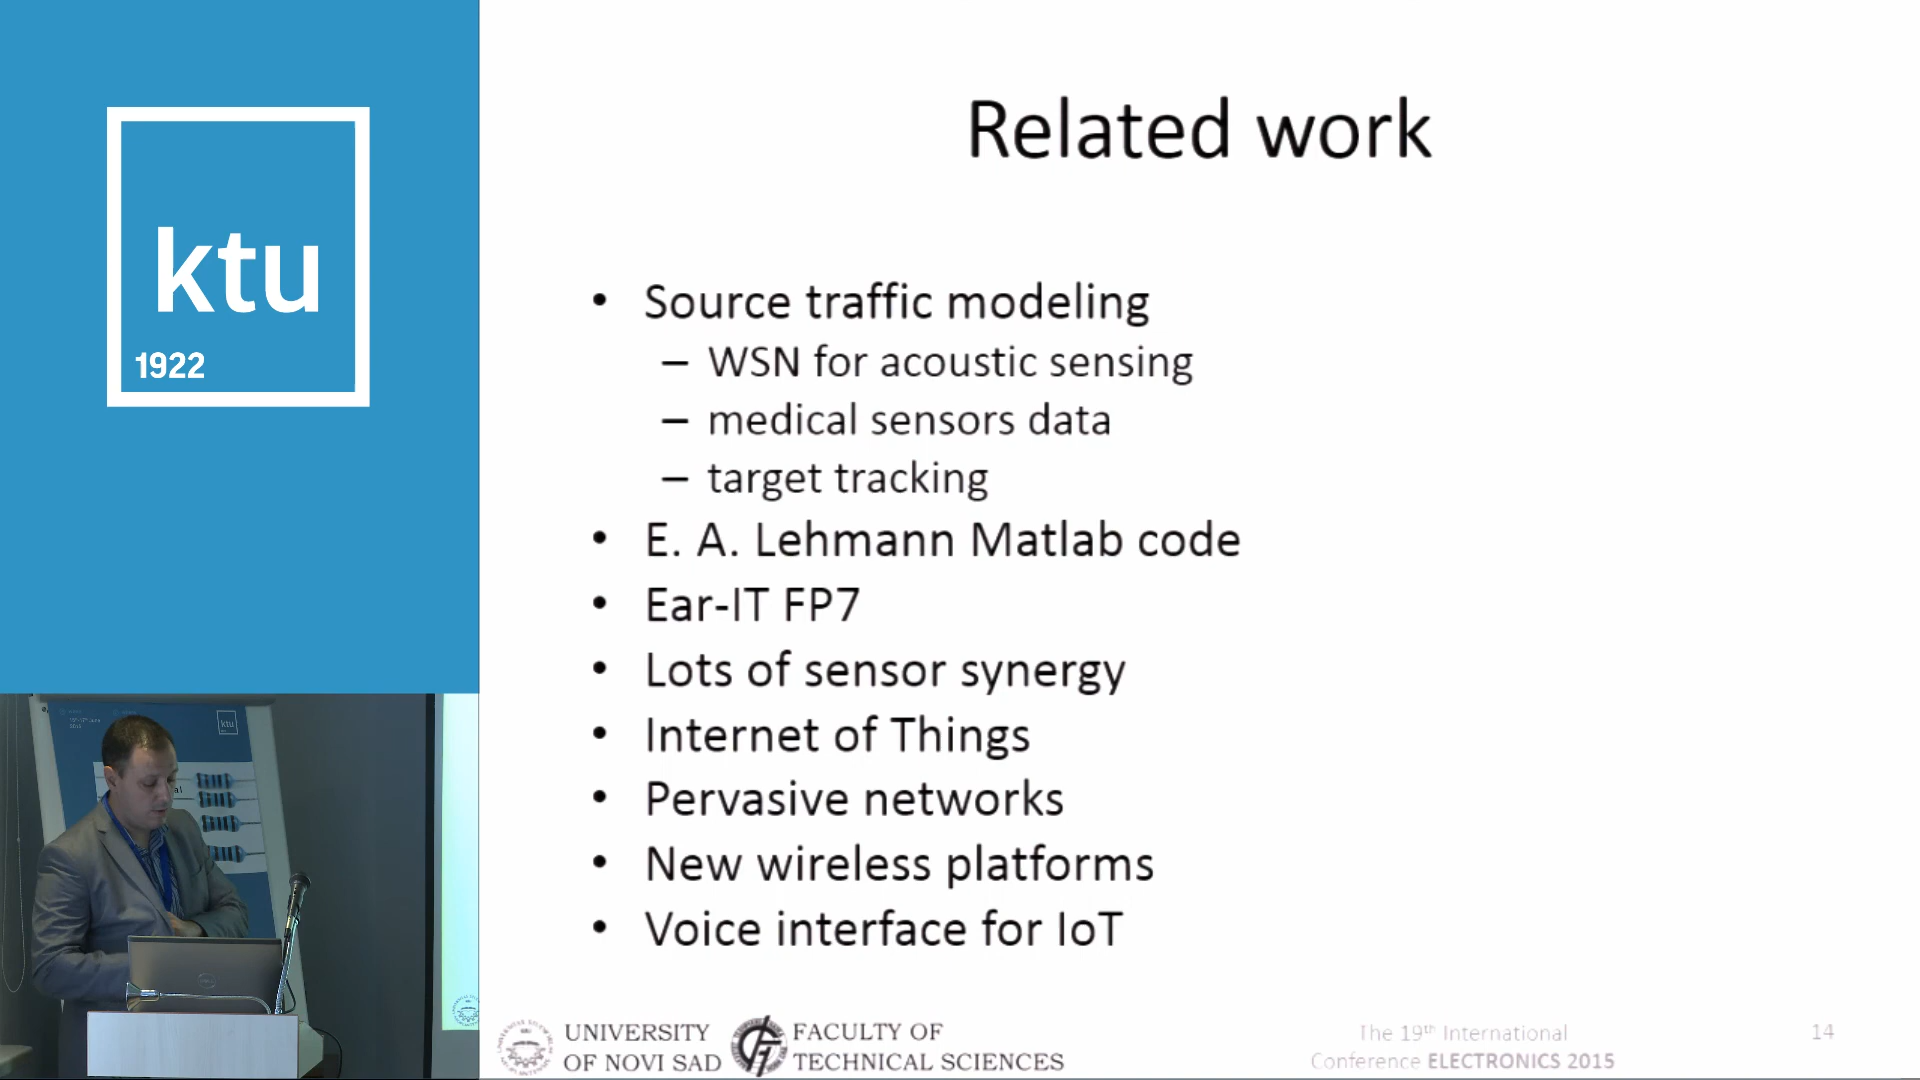 ktu
1922
Related work
• Source traffic modeling
– WSN for acoustic sensing
– medical sensors data
– target tracking
• E. A. Lehmann Matlab code
• Ear-IT FP7
• Lots of sensor synergy
• Internet of Things
• Pervasive networks
• New wireless platforms
• Voice interface for IoT
UNIVERSITY
OF NOVI SAD
FACULTY OF
TECHNICAL SCIENCES
The 19th International
Conference ELECTRONICS 2015
14
ktu